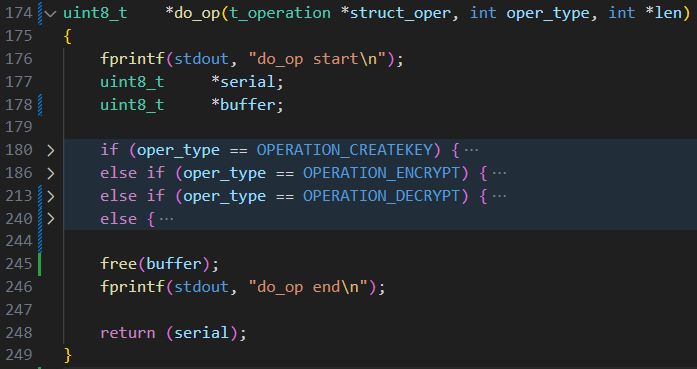 174 uint8_t    *do_op(t_operation *struct_oper, int oper_type, int *len)
175 {
176     fprintf(stdout, "do_op start\n");
177     uint8_t     *serial;
178     uint8_t     *buffer;
179
180     if (oper_type == OPERATION_CREATEKEY) {···
186     else if (oper_type == OPERATION_ENCRYPT) {···
213     else if (oper_type == OPERATION_DECRYPT) {···
240     else {···
244
245     free(buffer);
246     fprintf(stdout, "do_op end\n");
247
248     return (serial);
249 }